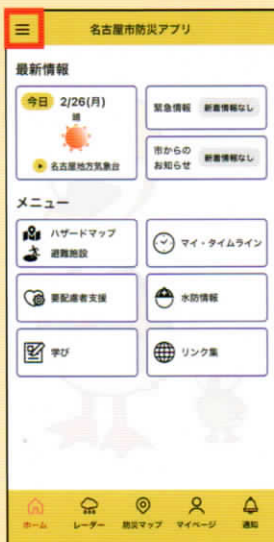 名古屋市防災アプリ
最新情報
今日 2/26(月)
晴
名古屋地方気象台
緊急情報 新着情報なし
市からの
お知らせ 新着情報なし
メニュー
ハザードマップ
避難施設
マイ・タイムライン
要配慮者支援
水防情報
学び
リンク集
ホーム レーダー 防災マップ マイページ 通知